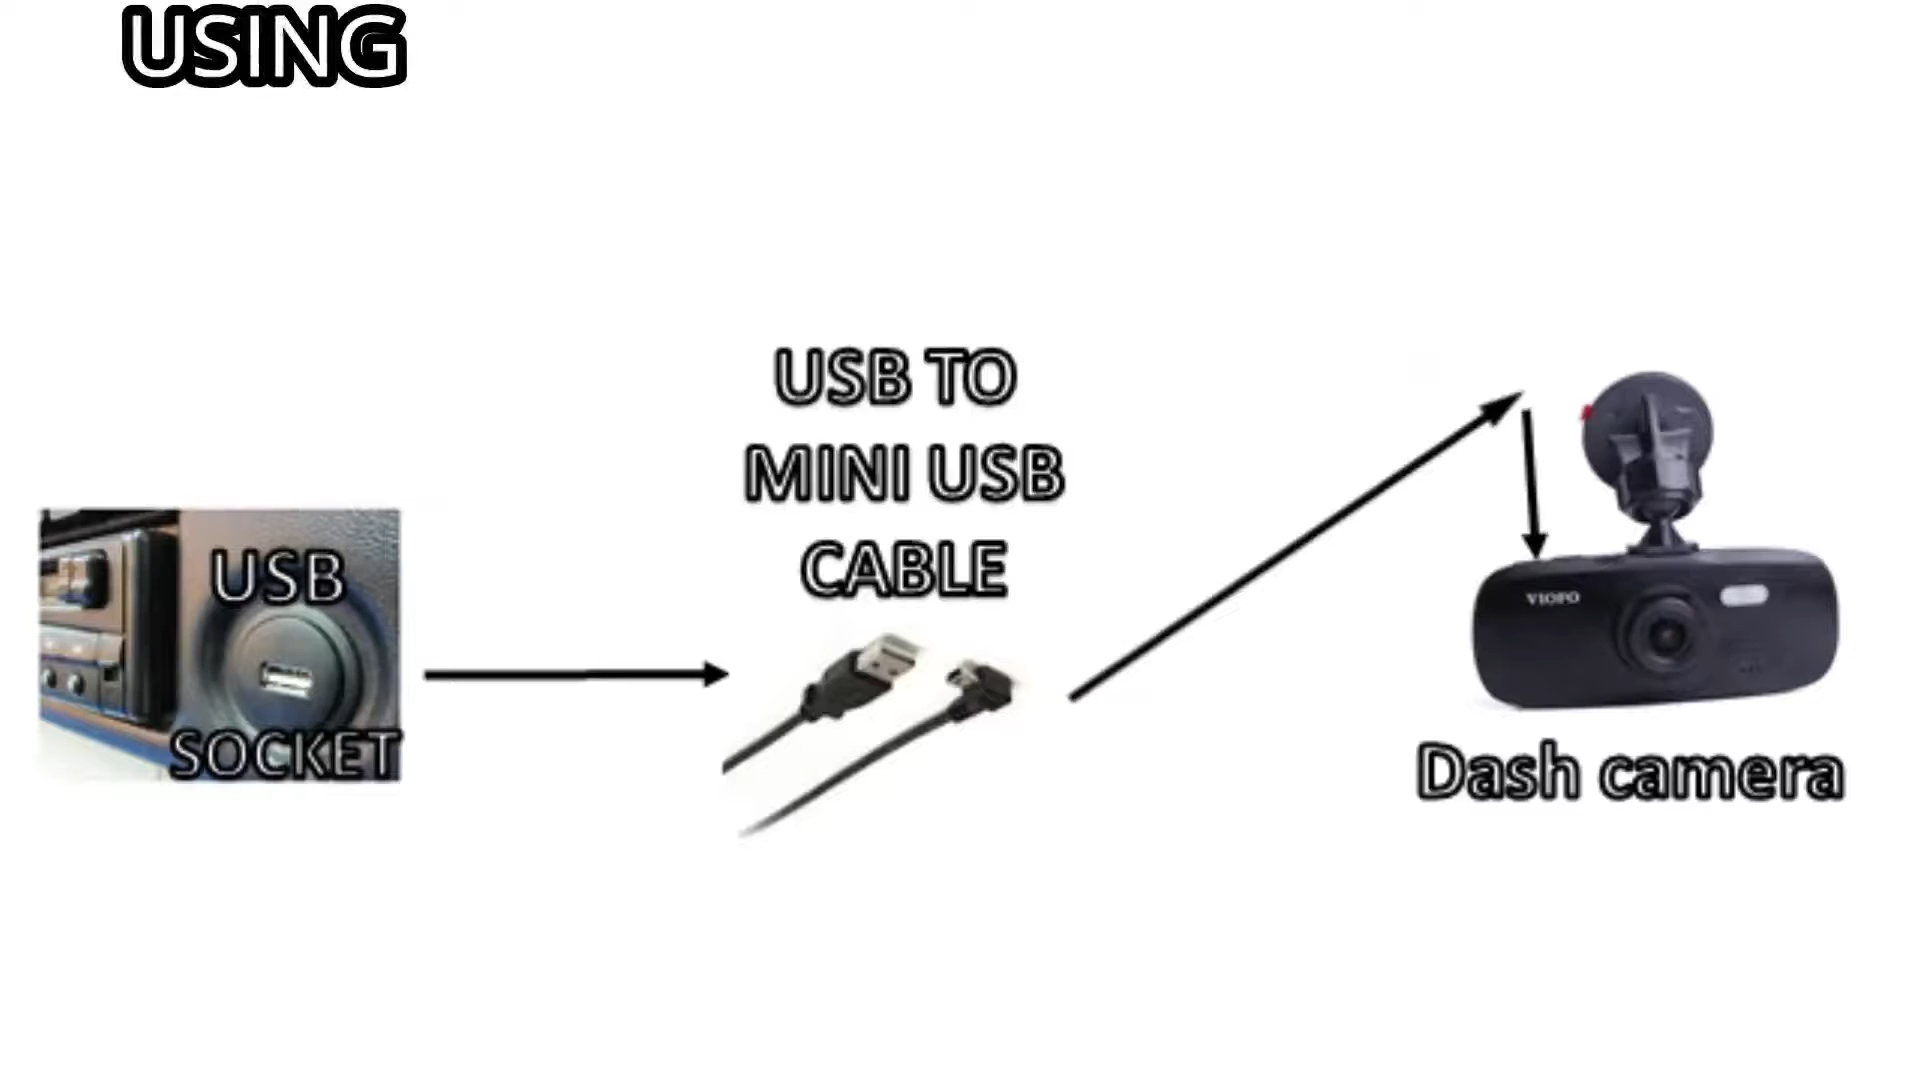 USING
USB TO
MINI USB
CABLE
USB
SOCKET
VIOFO
Dash camera